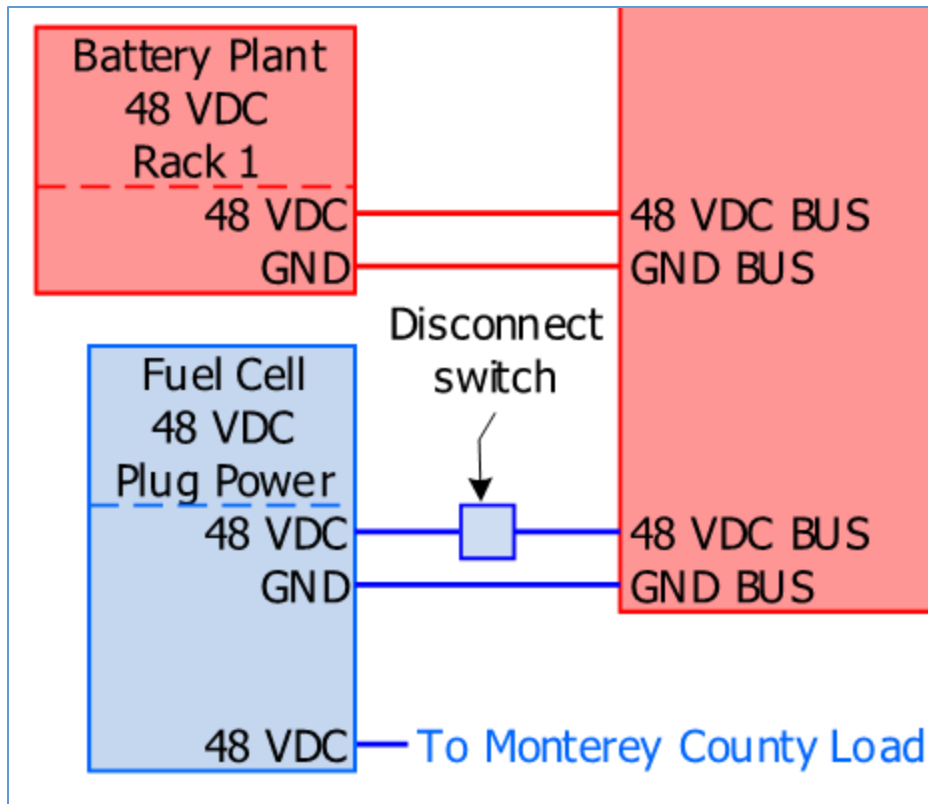 Battery Plant
48 VDC
Rack 1
48 VDC
GND
48 VDC BUS
GND BUS
Disconnect
switch
Fuel Cell
48 VDC
Plug Power
48 VDC
GND
48 VDC BUS
GND BUS
48 VDC
To Monterey County Load